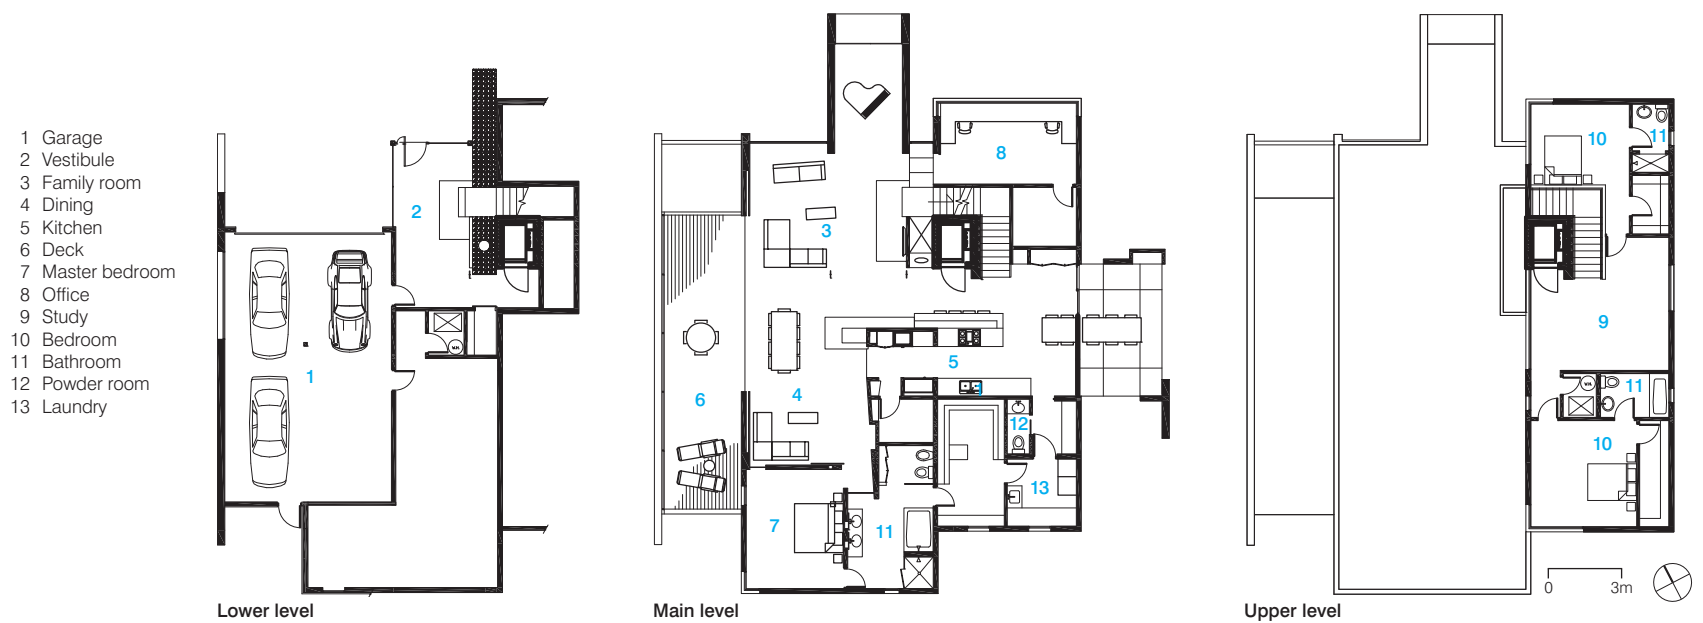 1 Garage
2 Vestibule
3 Family room
4 Dining
5 Kitchen
6 Deck
7 Master bedroom
8 Office
9 Study
10 Bedroom
11 Bathroom
12 Powder room
13 Laundry
2
1
W.H.
Lower level
8
3
5
1
6
4
12
13
7
11
Main level
10
11
9
W.H.
11
10
0 3m
Upper level